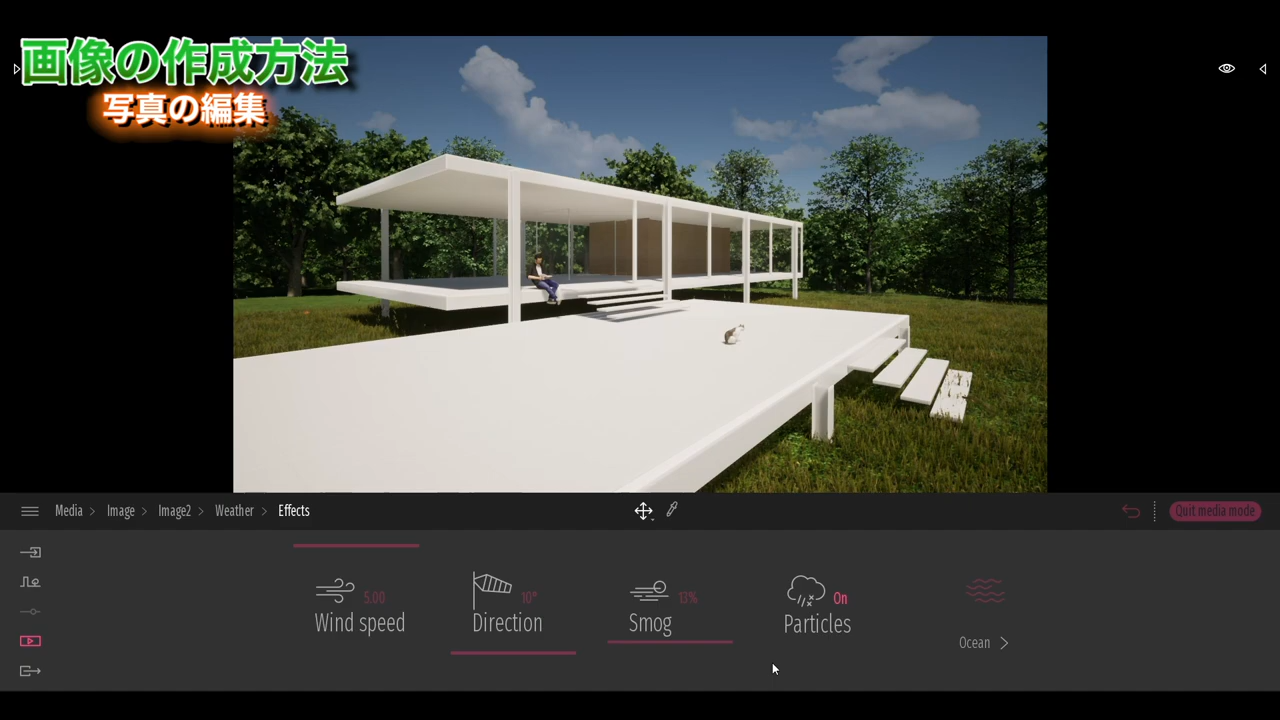 画像の作成方法
写真の編集
Media > Image > Image2 > Weather > Effects
Quit media mode
5.00
Wind speed
10°
Direction
13%
Smog
On
Particles
Ocean >